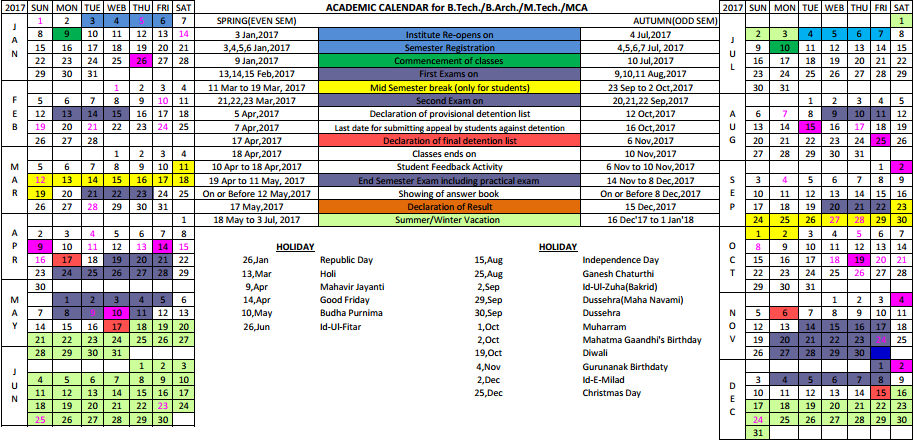 2017 SUN MON TUE WEB THU FRI SAT
JAN
1 2 3 4 5 6 7
8 9 10 11 12 13 14
15 16 17 18 19 20 21
22 23 24 25 26 27 28
29 30 31
FEB
1 2 3 4
5 6 7 8 9 10 11
12 13 14 15 16 17 18
19 20 21 22 23 24 25
26 27 28
MAR
1 2 3 4
5 6 7 8 9 10 11
12 13 14 15 16 17 18
19 20 21 22 23 24 25
26 27 28 29 30 31
APR
1
2 3 4 5 6 7 8
9 10 11 12 13 14 15
16 17 18 19 20 21 22
23 24 25 26 27 28 29
30
MAY
1 2 3 4 5 6
7 8 9 10 11 12 13
14 15 16 17 18 19 20
21 22 23 24 25 26 27
28 29 30 31
JUN
1 2 3
4 5 6 7 8 9 10
11 12 13 14 15 16 17
18 19 20 21 22 23 24
25 26 27 28 29 30
ACADEMIC CALENDAR for B.Tech./B.Arch./M.Tech./MCA
SPRING(EVEN SEM) AUTUMN(ODD SEM)
3 Jan,2017 Institute Re-opens on 4 Jul,2017
3,4,5,6 Jan,2017 Semester Registration 4,5,6,7 Jul, 2017
9 Jan,2017 Commencement of classes 10 Jul,2017
13,14,15 Feb,2017 First Exams on 9,10,11 Aug,2017
11 Mar to 19 Mar, 2017 Mid Semester break (only for students) 23 Sep to 2 Oct,2017
21,22,23 Mar,2017 Second Exam on 20,21,22 Sep,2017
5 Apr,2017 Declaration of provisional detention list 12 Oct,2017
7 Apr,2017 Last date for submitting appeal by students against detention 16 Oct,2017
17 Apr,2017 Declaration of final detention list 6 Nov,2017
18 Apr,2017 Classes ends on 10 Nov,2017
10 Apr to 18 Apr,2017 Student Feedback Activity 6 Nov to 10 Nov,2017
19 Apr to 11 May,2017 End Semester Exam including practical exam 14 Nov to 8 Dec,2017
On or Before 12 May,2017 Showing of answer book On or Before 8 Dec,2017
17 May,2017 Declaration of Result 15 Dec,2017
18 May to 3 Jul, 2017 Summer/Winter Vacation 16 Dec'17 to 1 Jan'18
HOLIDAY
26,Jan Republic Day
13,Mar Holi
9,Apr Mahavir Jayanti
14,Apr Good Friday
10,May Budha Purnima
26,Jun Id-Ul-Fitar
HOLIDAY
15,Aug Independence Day
25,Aug Ganesh Chaturthi
2,Sep Id-Ul-Zuha(Bakrid)
29,Sep Dussehra(Maha Navami)
30,Sep Dussehra
1,Oct Muharram
2,Oct Mahatma Gaandhi's Birthday
19,Oct Diwali
4,Nov Gurunanak Birthdaty
2,Dec Id-E-Milad
25,Dec Christmas Day
2017 SUN MON TUE WEB THU FRI SAT
JUL
1
2 3 4 5 6 7 8
9 10 11 12 13 14 15
16 17 18 19 20 21 22
23 24 25 26 27 28 29
30 31
AUG
1 2 3 4 5
6 7 8 9 10 11 12
13 14 15 16 17 18 19
20 21 22 23 24 25 26
27 28 29 30 31
SEP
1 2
3 4 5 6 7 8 9
10 11 12 13 14 15 16
17 18 19 20 21 22 23
24 25 26 27 28 29 30
OCT
1 2 3 4 5 6 7
8 9 10 11 12 13 14
15 16 17 18 19 20 21
22 23 24 25 26 27 28
29 30 31
NOV
1 2 3 4
5 6 7 8 9 10 11
12 13 14 15 16 17 18
19 20 21 22 23 24 25
26 27 28 29 30
DEC
1 2
3 4 5 6 7 8 9
10 11 12 13 14 15 16
17 18 19 20 21 22 23
24 25 26 27 28 29 30
31